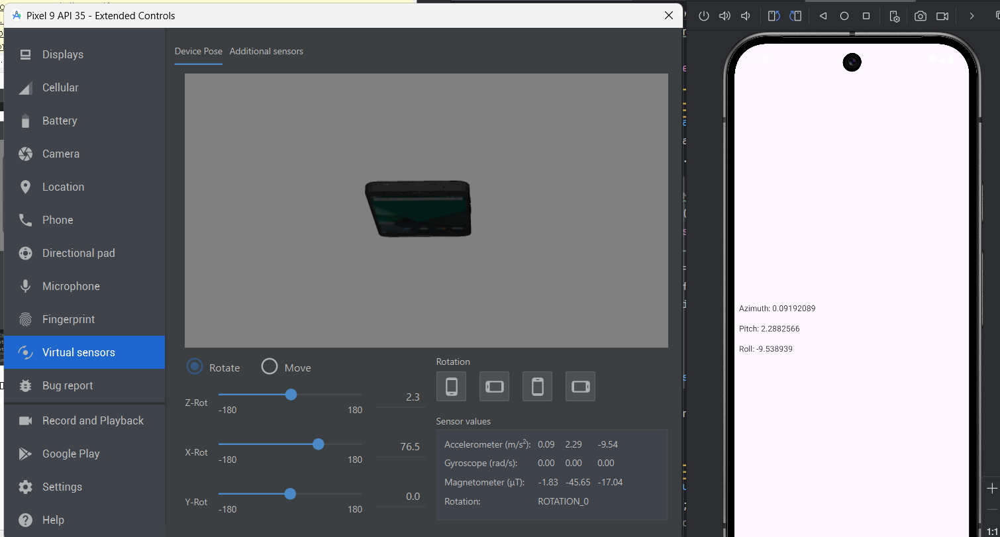 Pixel 9 API 35 - Extended Controls
Displays
Cellular
Battery
Camera
Location
Phone
Directional pad
Microphone
Fingerprint
Virtual sensors
Bug report
Record and Playback
Google Play
Settings
Help
Device Pose Additional sensors
Rotate Move
Z-Rot 2.3
-180 180
X-Rot 76.5
-180 180
Y-Rot 0.0
-180 180
Rotation
Sensor values
Accelerometer (m/s²): 0.09 2.29 -9.54
Gyroscope (rad/s): 0.00 0.00 0.00
Magnetometer (μT): -1.83 -45.65 -17.04
Rotation: ROTATION_0
Azimuth: 0.09192089
Pitch: 2.2882566
Roll: -9.538939
1:1